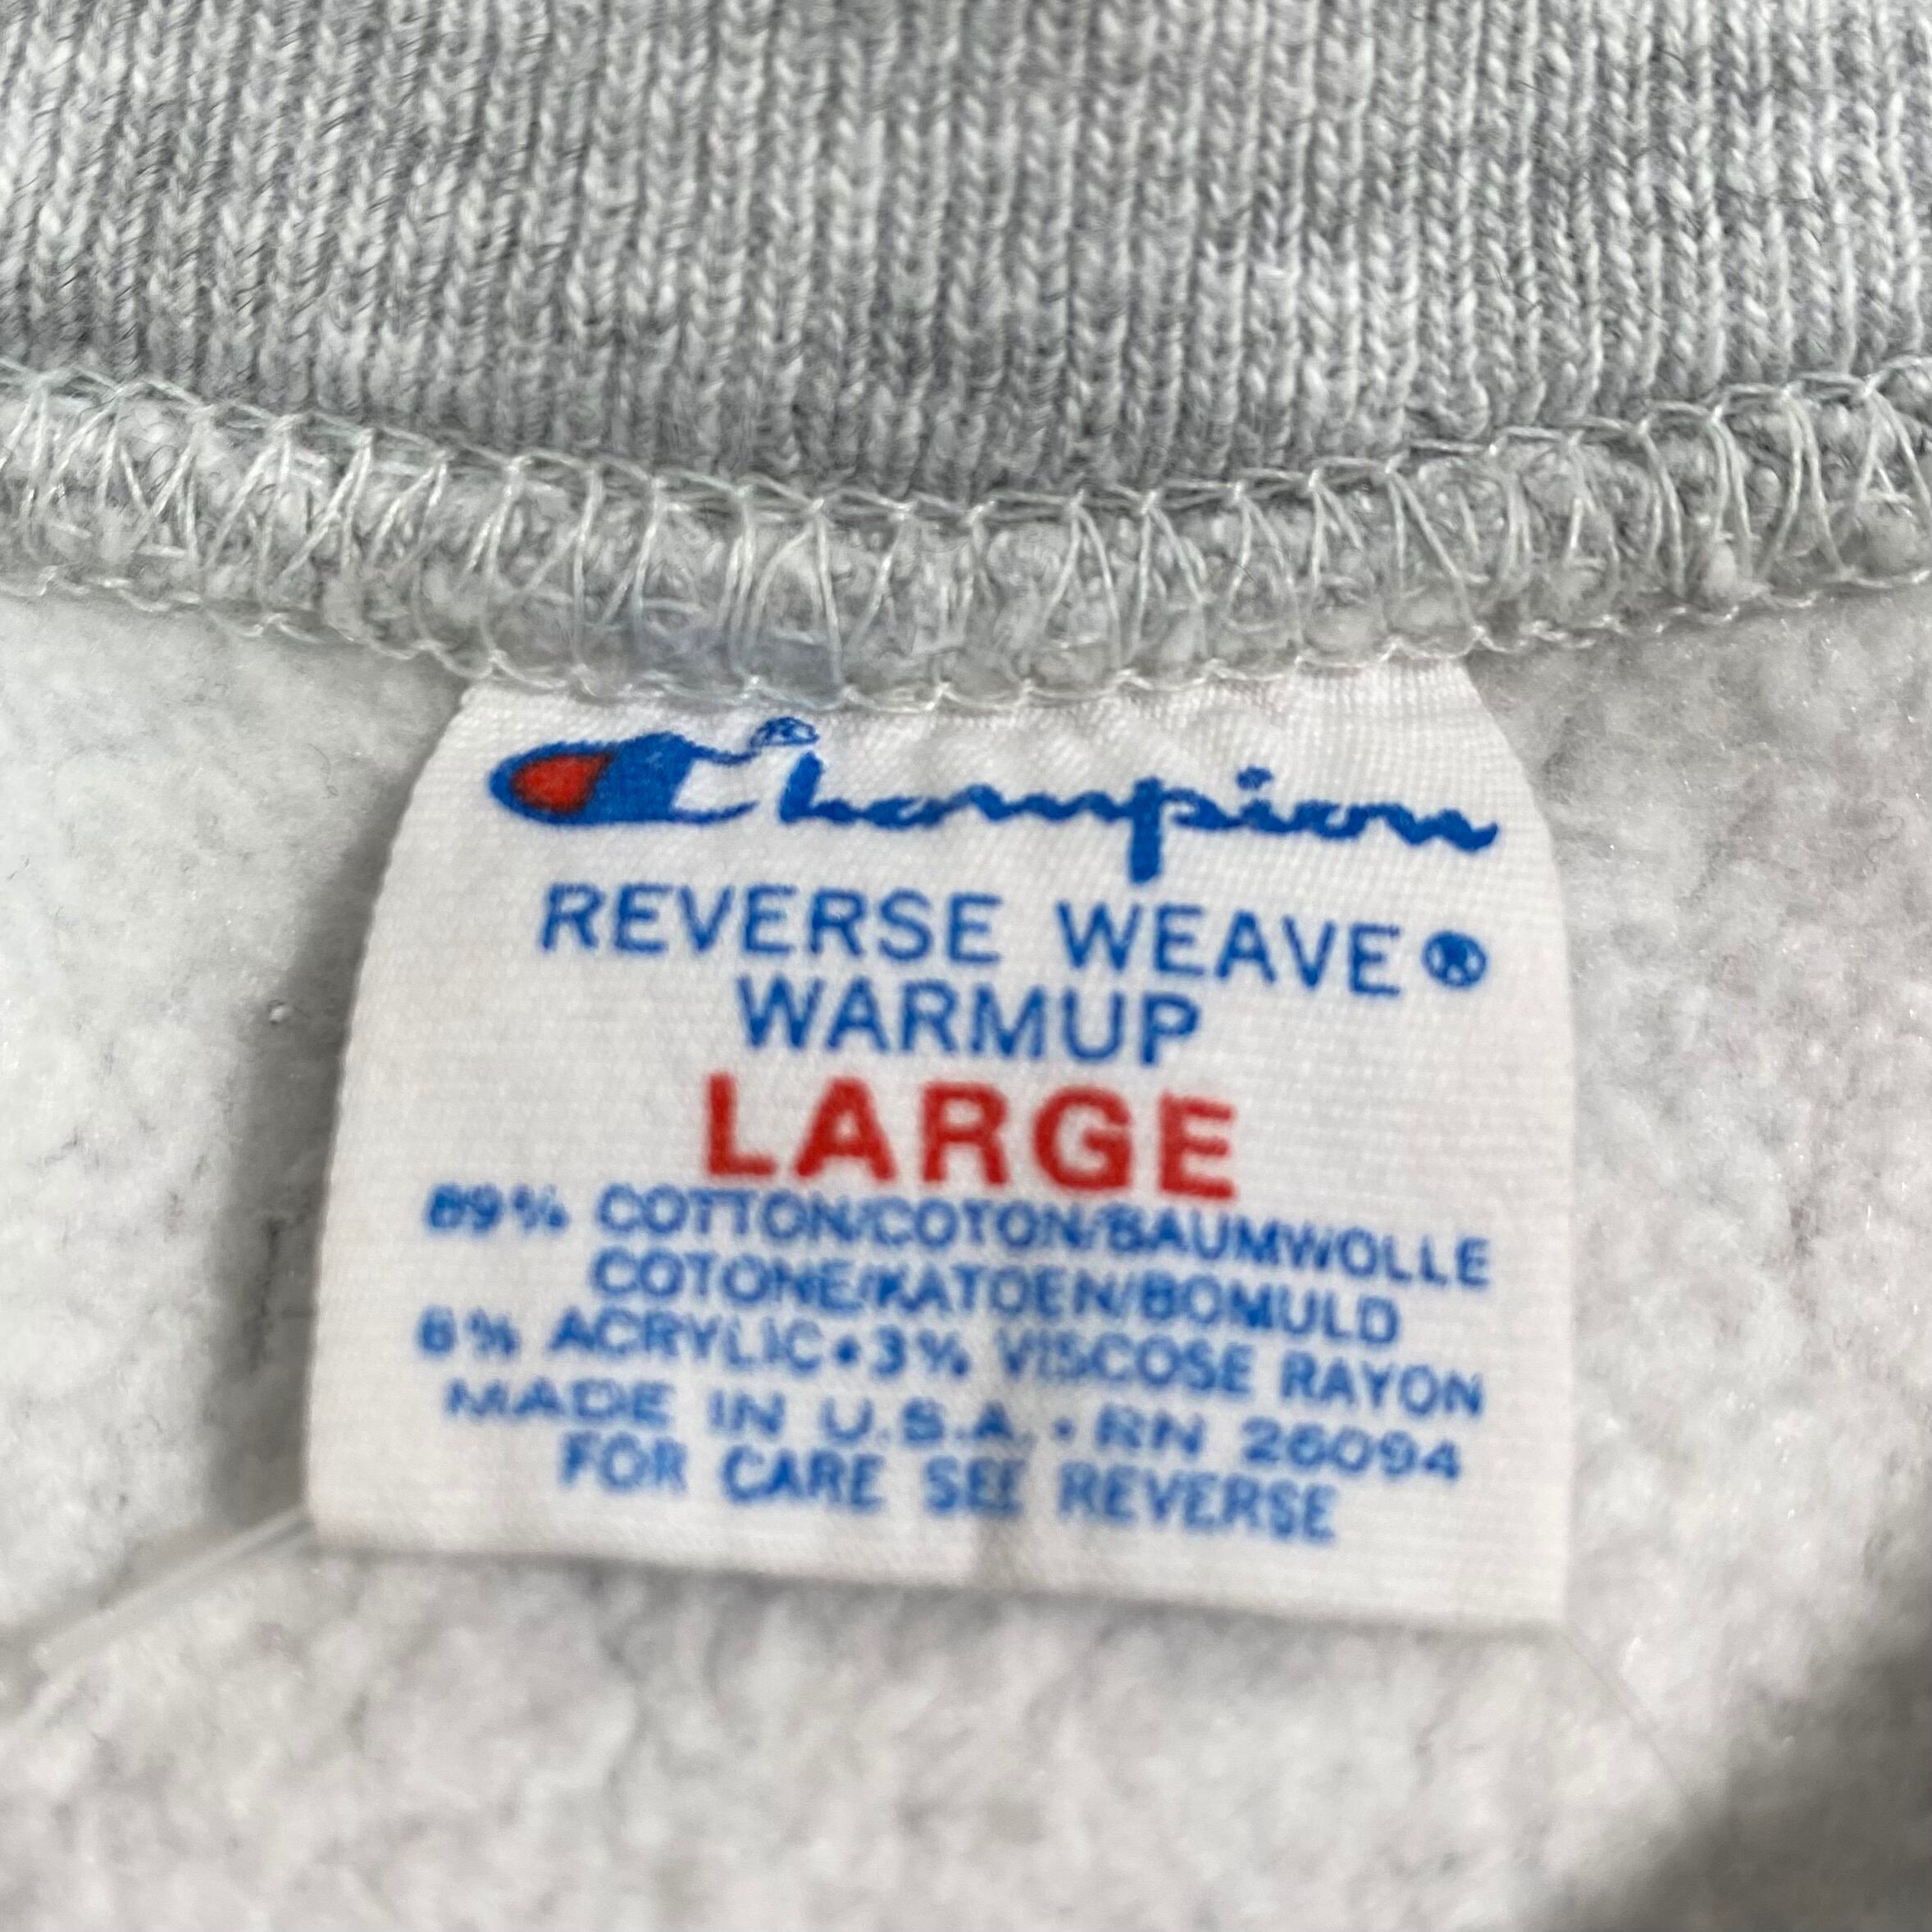 Champion®
REVERSE WEAVE®
WARMUP
LARGE
89% COTTON/COTON/BAUMWOLLE
COTONE/KATOEN/BOMULD
8% ACRYLIC•3% VISCOSE RAYON
MADE IN U.S.A. • RN 26094
FOR CARE SEE REVERSE